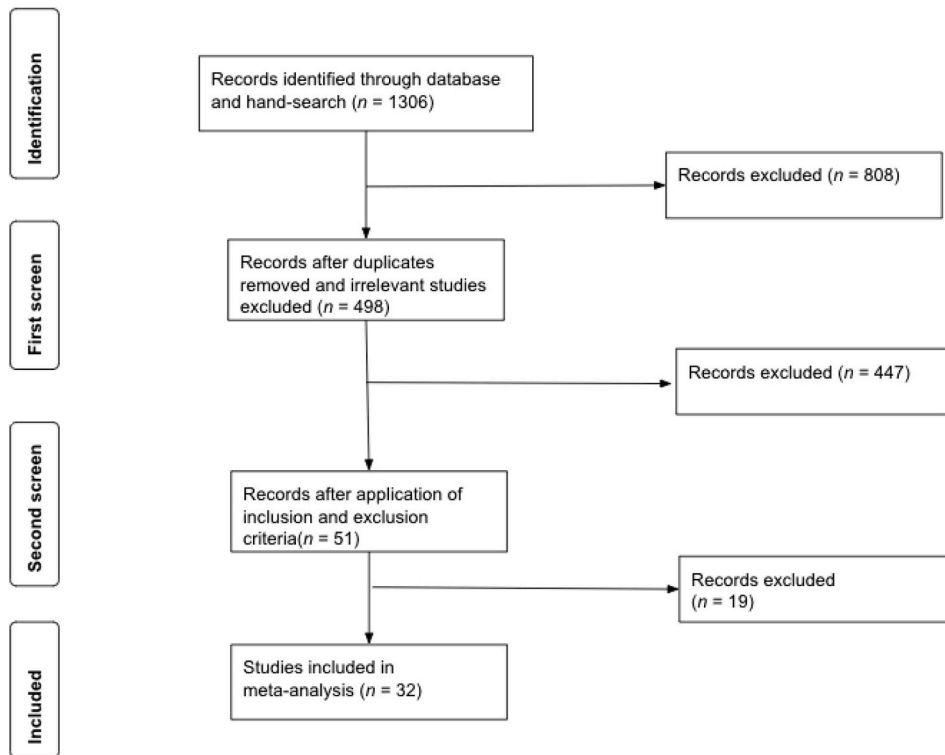 Identification
Records identified through database
and hand-search (n = 1306)
Records excluded (n = 808)
First screen
Records after duplicates
removed and irrelevant studies
excluded (n = 498)
Records excluded (n = 447)
Second screen
Records after application of
inclusion and exclusion
criteria(n = 51)
Records excluded
(n = 19)
Included
Studies included in
meta-analysis (n = 32)